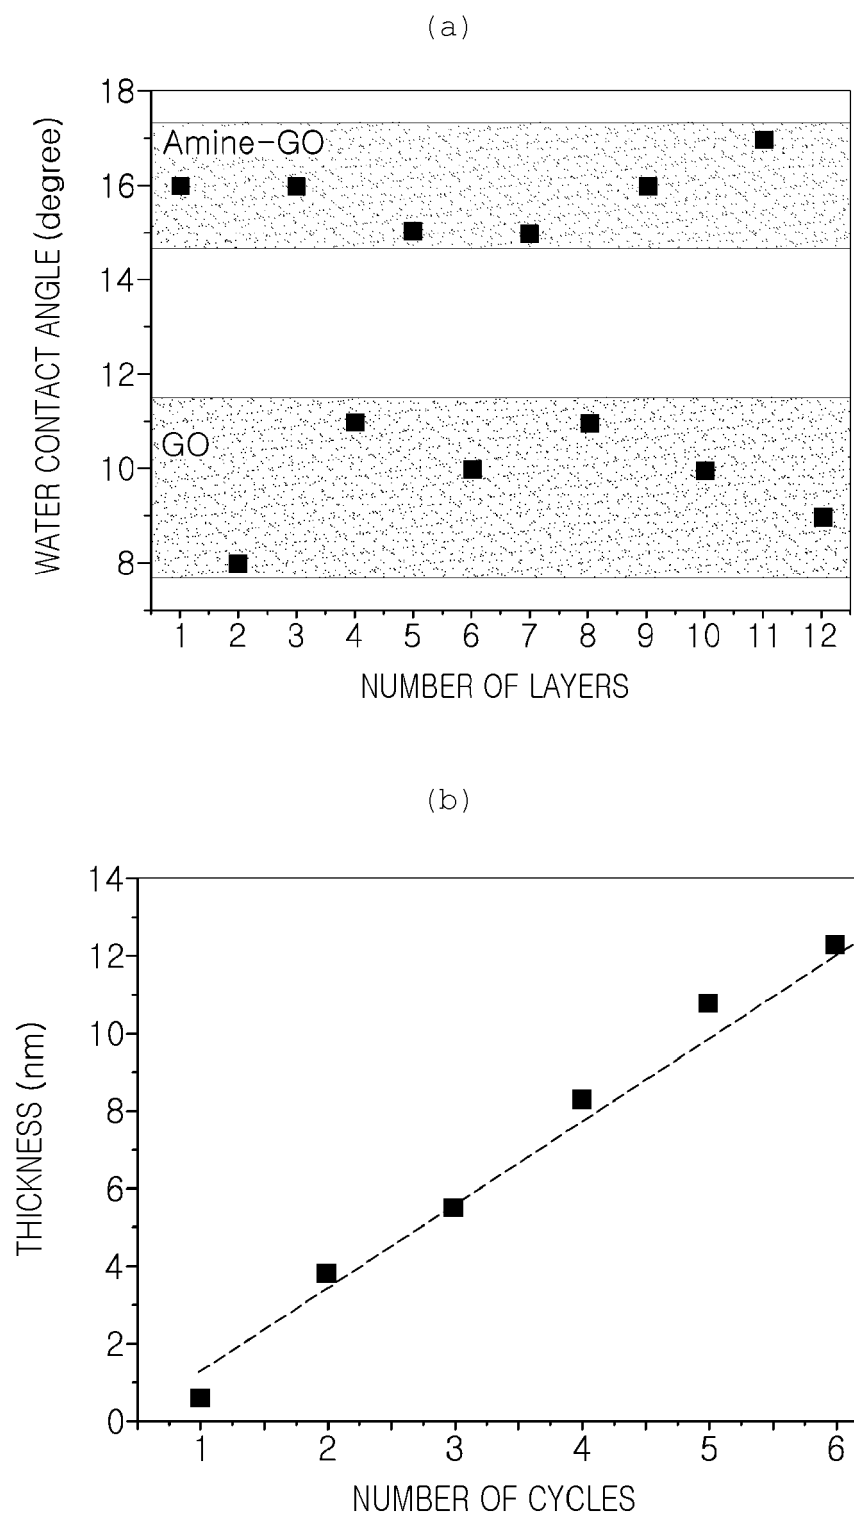 (a)
18
16
14
12
10
8
WATER CONTACT ANGLE (degree)
Amine-GO
GO
1 2 3 4 5 6 7 8 9 10 11 12
NUMBER OF LAYERS
(b)
14
12
10
8
6
4
2
0
THICKNESS (nm)
1 2 3 4 5 6
NUMBER OF CYCLES